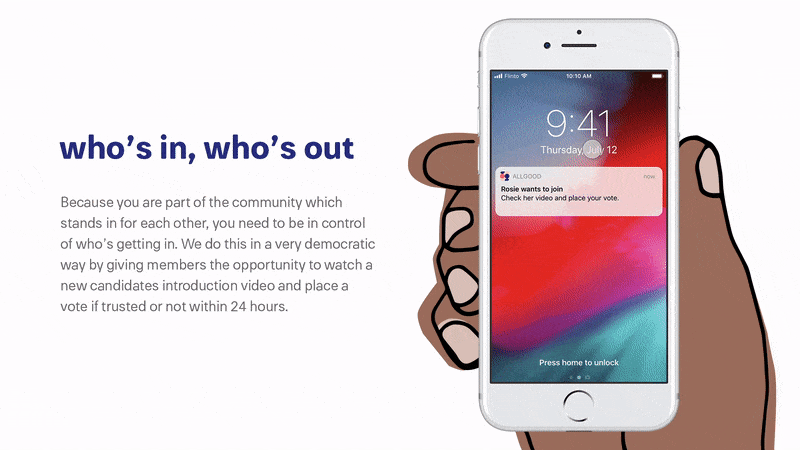 who's in, who's out
Because you are part of the community which
stands in for each other, you need to be in control
of who's getting in. We do this in a very democratic
way by giving members the opportunity to watch a
new candidates introduction video and place a
vote if trusted or not within 24 hours.
Flinto 10:10 AM
9:41
Thursday, July 12
ALLGOOD now
Rosie wants to join
Check her video and place your vote.
Press home to unlock